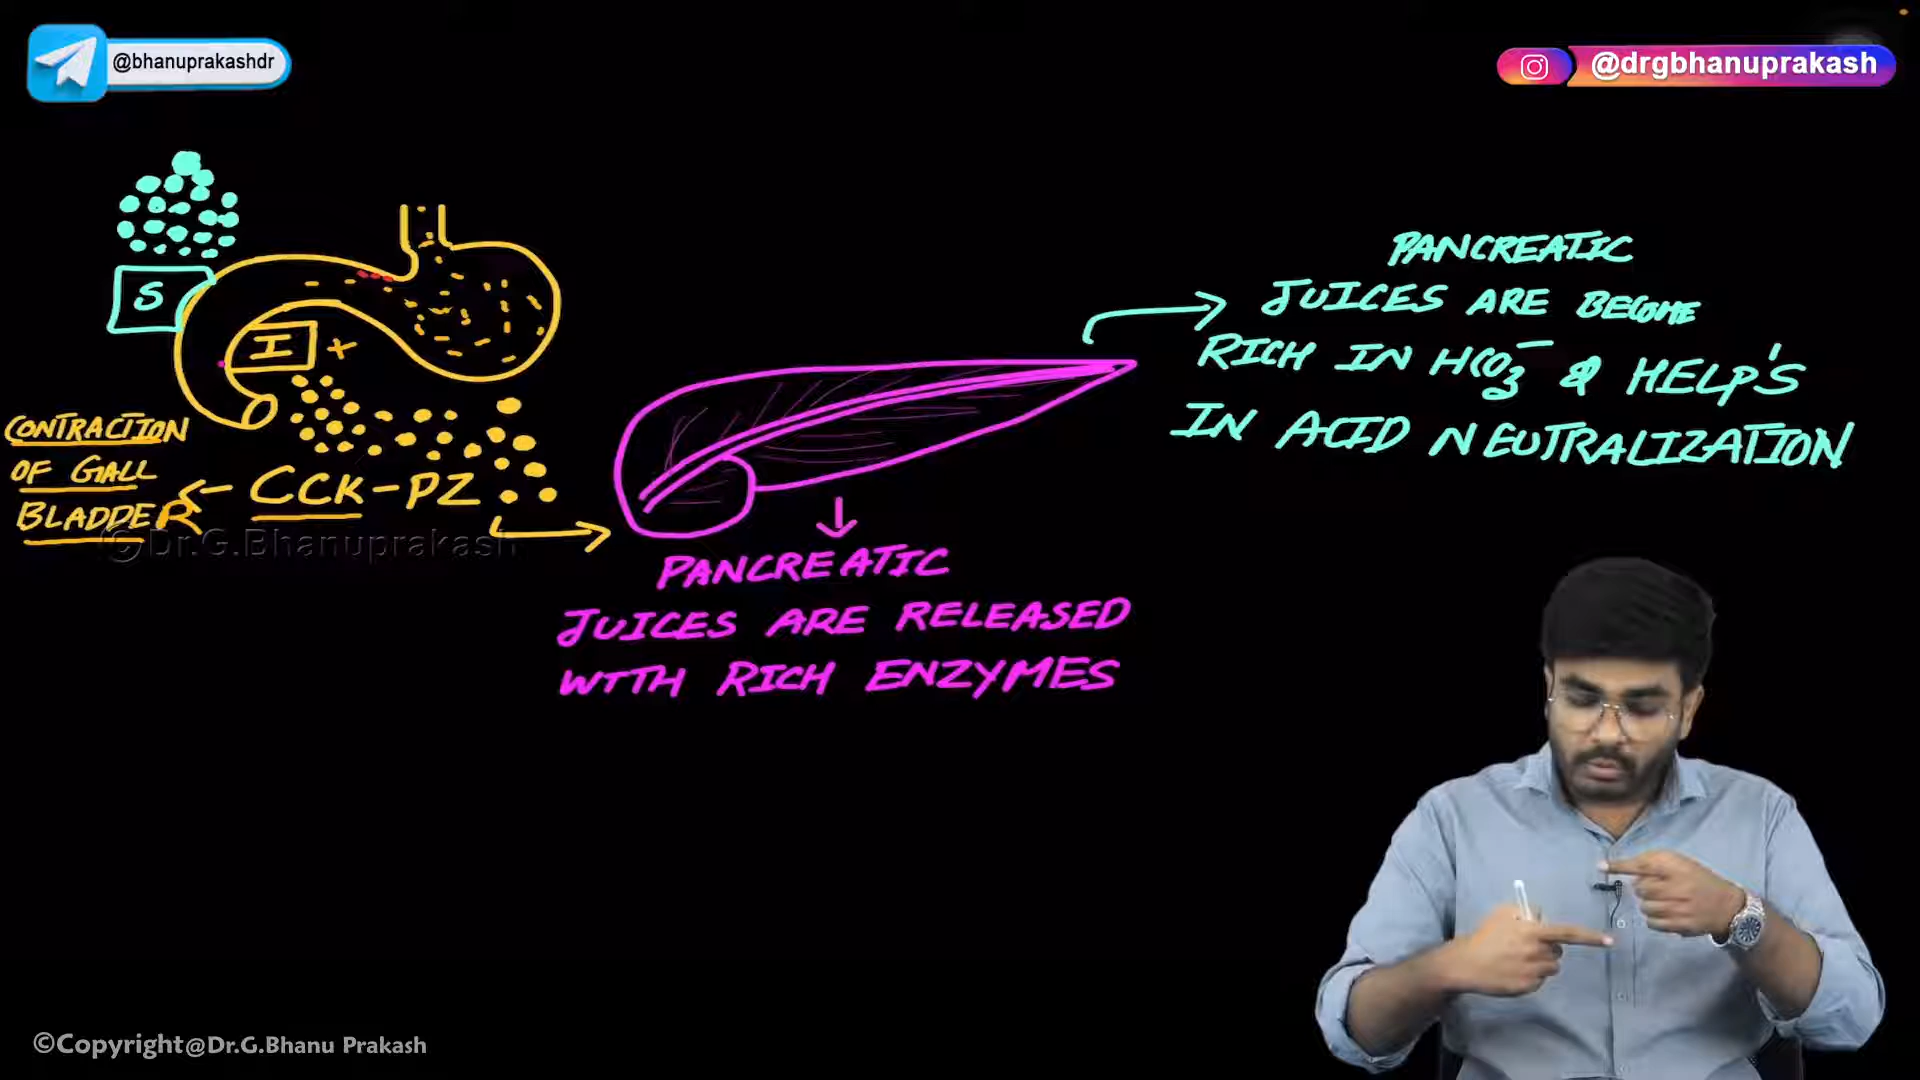 @bhanuprakashdr
@drgbhanuprakash
S
I +
CONTRACTION
OF GALL
BLADDER
CCK-PZ
©Dr.G.Bhanuprakash
PANCREATIC
JUICES ARE RELEASED
WITH RICH ENZYMES
PANCREATIC
JUICES ARE BECOME
RICH IN HCO3- & HELP'S
IN ACID NEUTRALIZATION
©Copyright@Dr.G.Bhanu Prakash